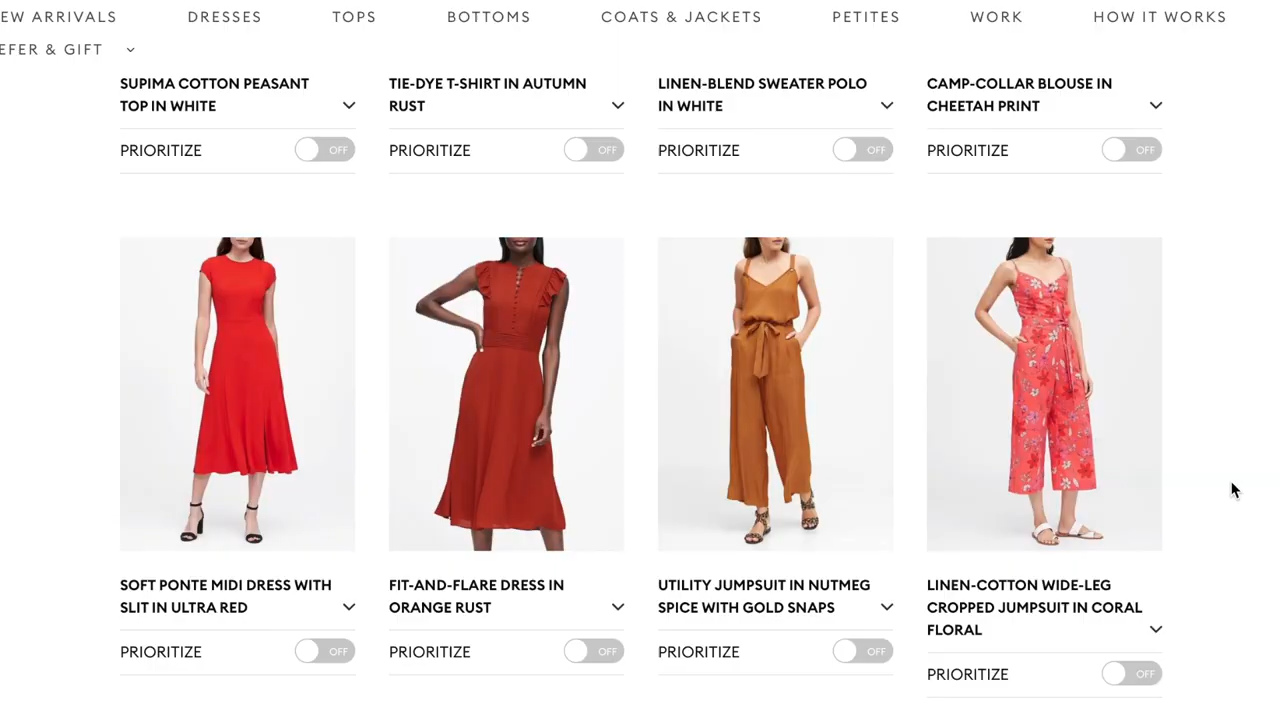 EW ARRIVALS DRESSES TOPS BOTTOMS COATS & JACKETS PETITES WORK HOW IT WORKS
EFER & GIFT
SUPIMA COTTON PEASANT
TOP IN WHITE
PRIORITIZE OFF
TIE-DYE T-SHIRT IN AUTUMN
RUST
PRIORITIZE OFF
LINEN-BLEND SWEATER POLO
IN WHITE
PRIORITIZE OFF
CAMP-COLLAR BLOUSE IN
CHEETAH PRINT
PRIORITIZE OFF
SOFT PONTE MIDI DRESS WITH
SLIT IN ULTRA RED
PRIORITIZE OFF
FIT-AND-FLARE DRESS IN
ORANGE RUST
PRIORITIZE OFF
UTILITY JUMPSUIT IN NUTMEG
SPICE WITH GOLD SNAPS
PRIORITIZE OFF
LINEN-COTTON WIDE-LEG
CROPPED JUMPSUIT IN CORAL
FLORAL
PRIORITIZE OFF